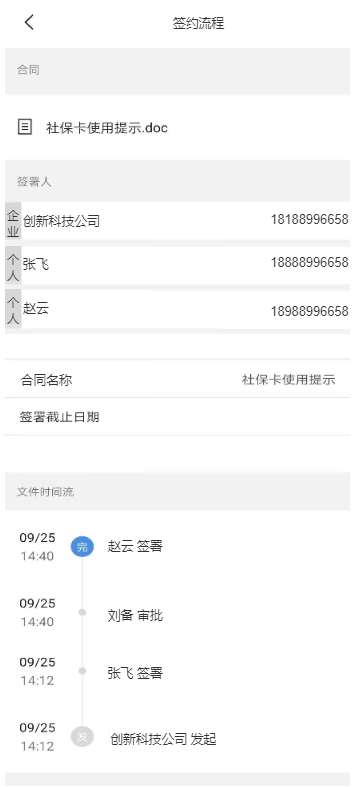 签约流程
合同
社保卡使用提示.doc
签署人
企业 创新科技公司 18188996658
个人 张飞 18888996658
个人 赵云 18988996658
合同名称 社保卡使用提示
签署截止日期
文件时间流
09/25 完 赵云 签署
14:40
09/25 刘备 审批
14:40
09/25 张飞 签署
14:12
09/25 发 创新科技公司 发起
14:12